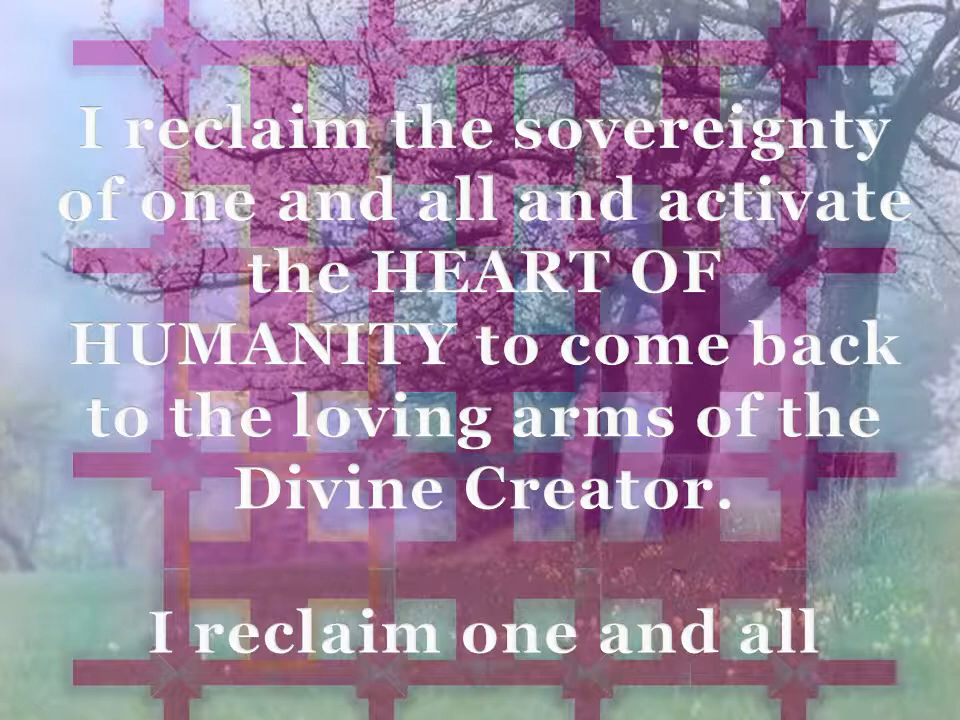 I reclaim the sovereignty
of one and all and activate
the HEART OF
HUMANITY to come back
to the loving arms of the
Divine Creator.
I reclaim one and all